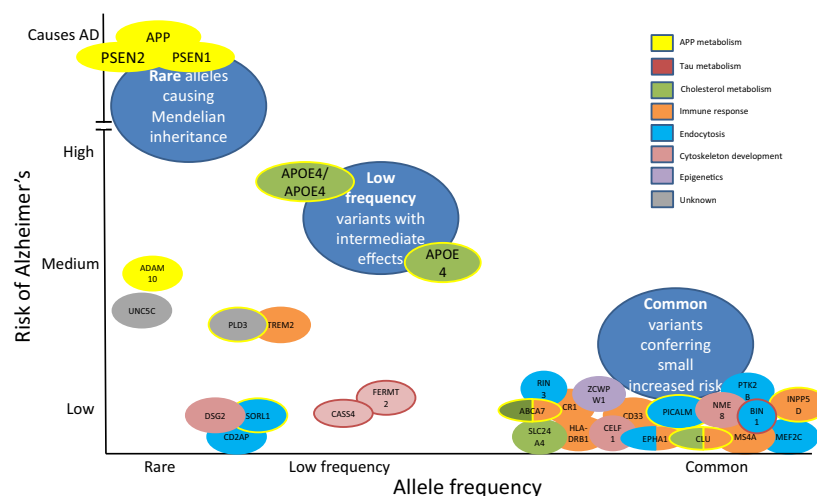 Causes AD
APP
PSEN2
PSEN1
Rare alleles
causing
Mendelian
inheritance
High
APOE4/
APOE4
Low
frequency
variants with
intermediate
effects
APOE
4
Medium
ADAM
10
UNC5C
PLD3
TREM2
Common
variants
conferring
small
increased risk
Low
DSG2
SORL1
CD2AP
FERMT
2
CASS4
RIN
3
ZCWP
W1
PTK2
B
ABCA7
CR1
CD33
PICALM
NME
8
BIN
1
INPP5
D
SLC24
A4
HLA-
DRB1
CELF
1
EPHA1
CLU
MS4A
MEF2C
Rare
Low frequency
Common
Allele frequency
Risk of Alzheimer's
APP metabolism
Tau metabolism
Cholesterol metabolism
Immune response
Endocytosis
Cytoskeleton development
Epigenetics
Unknown